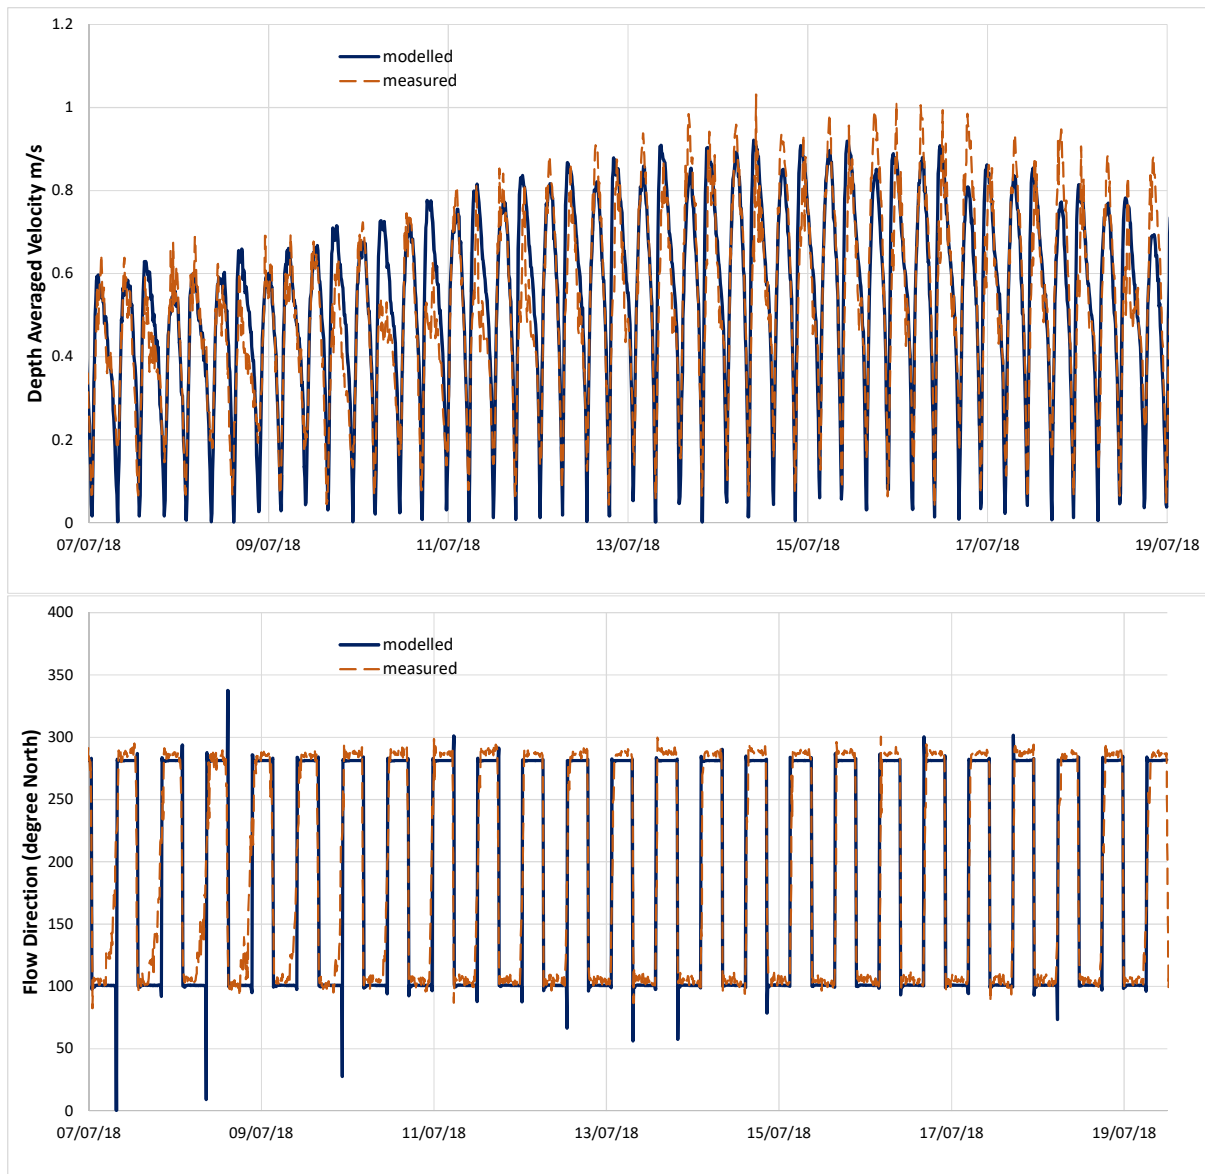 1.2
1
0.8
0.6
0.4
0.2
0
Depth Averaged Velocity m/s
modelled
measured
07/07/18 09/07/18 11/07/18 13/07/18 15/07/18 17/07/18 19/07/18
400
350
300
250
200
150
100
50
0
Flow Direction (degree North)
modelled
measured
07/07/18 09/07/18 11/07/18 13/07/18 15/07/18 17/07/18 19/07/18